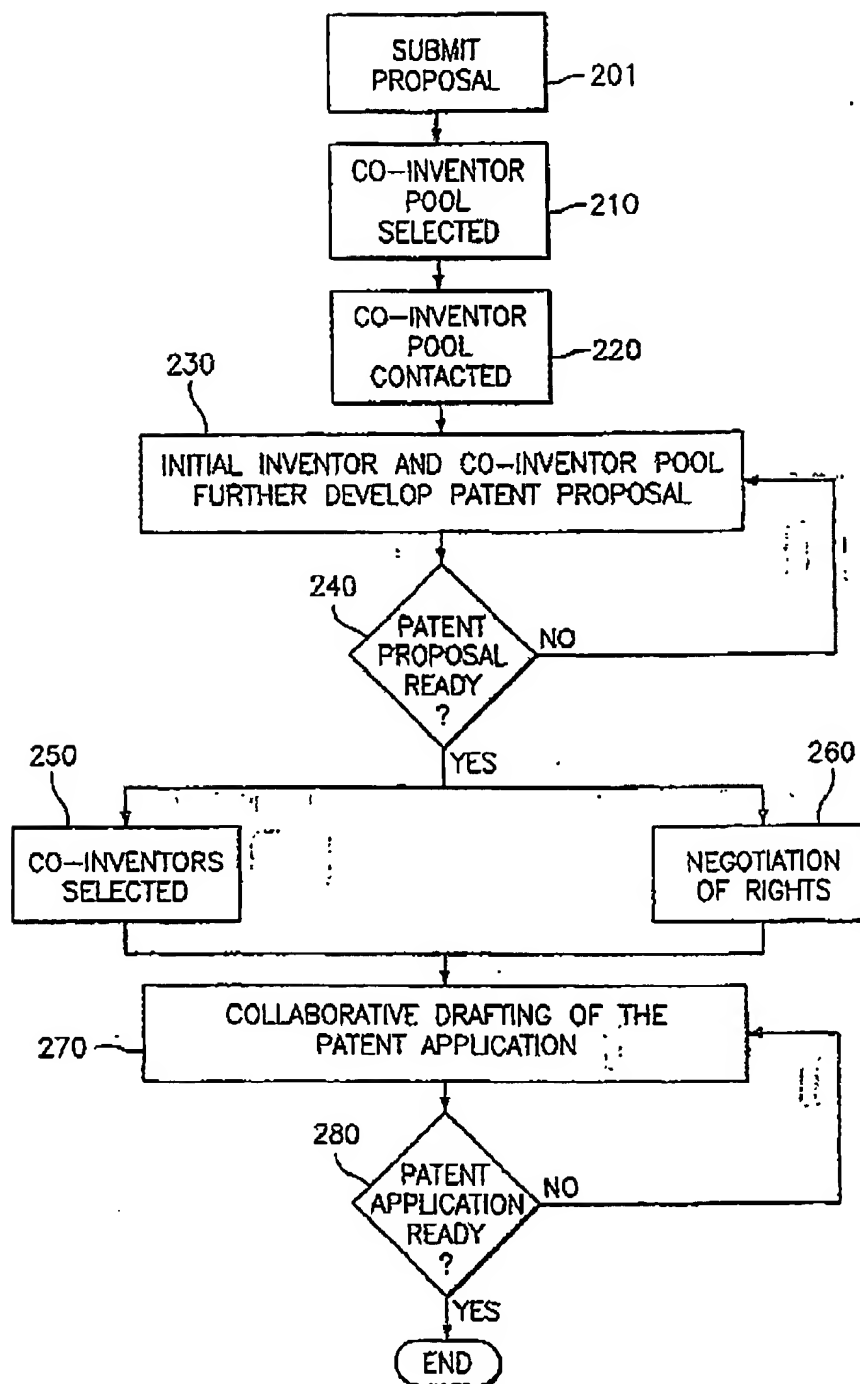 SUBMIT
PROPOSAL
201
CO-INVENTOR
POOL
SELECTED
210
CO-INVENTOR
POOL
CONTACTED
220
230
INITIAL INVENTOR AND CO-INVENTOR POOL
FURTHER DEVELOP PATENT PROPOSAL
240
PATENT
PROPOSAL
READY
?
NO
YES
250
CO-INVENTORS
SELECTED
260
NEGOTIATION
OF RIGHTS
COLLABORATIVE DRAFTING OF THE
PATENT APPLICATION
270
280
PATENT
APPLICATION
READY
?
NO
YES
END